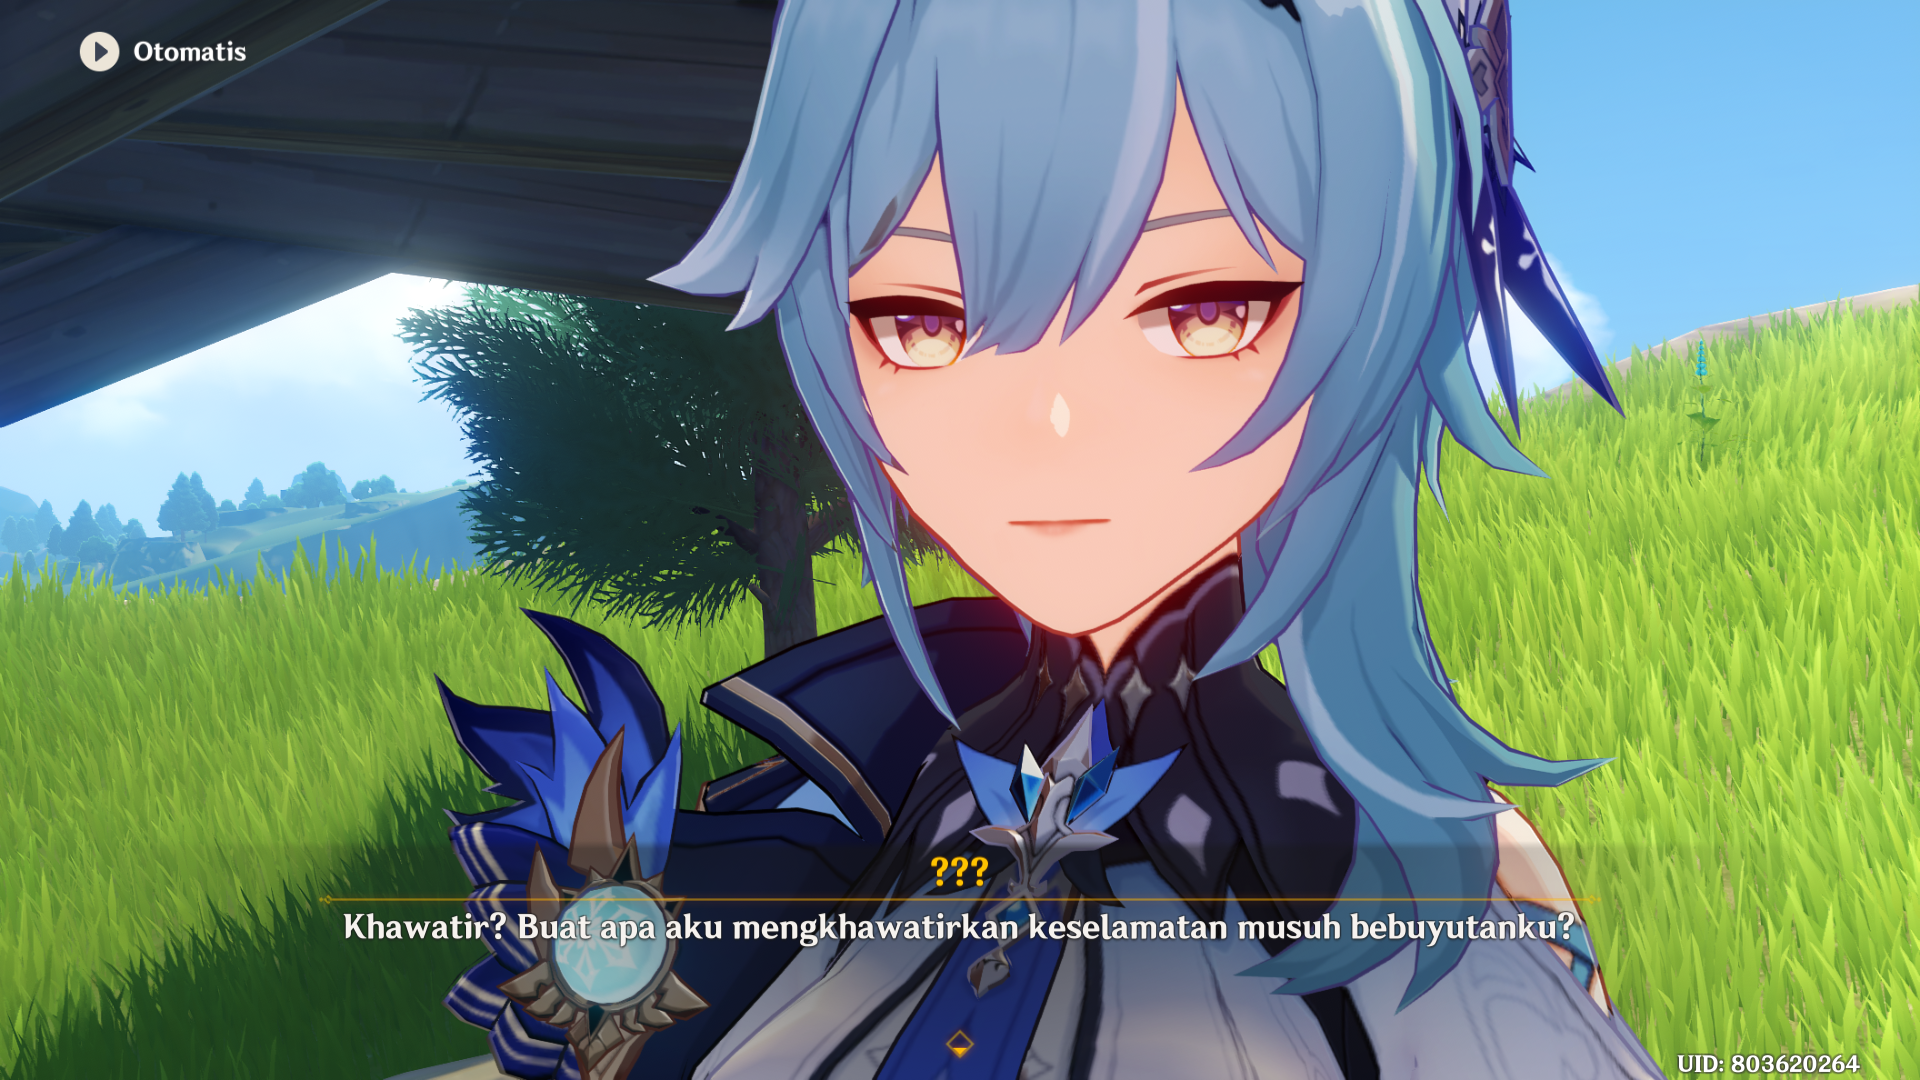 Otomatis
???
Khawatir? Buat apa aku mengkhawatirkan keselamatan musuh bebuyutanku?
UID: 803620264